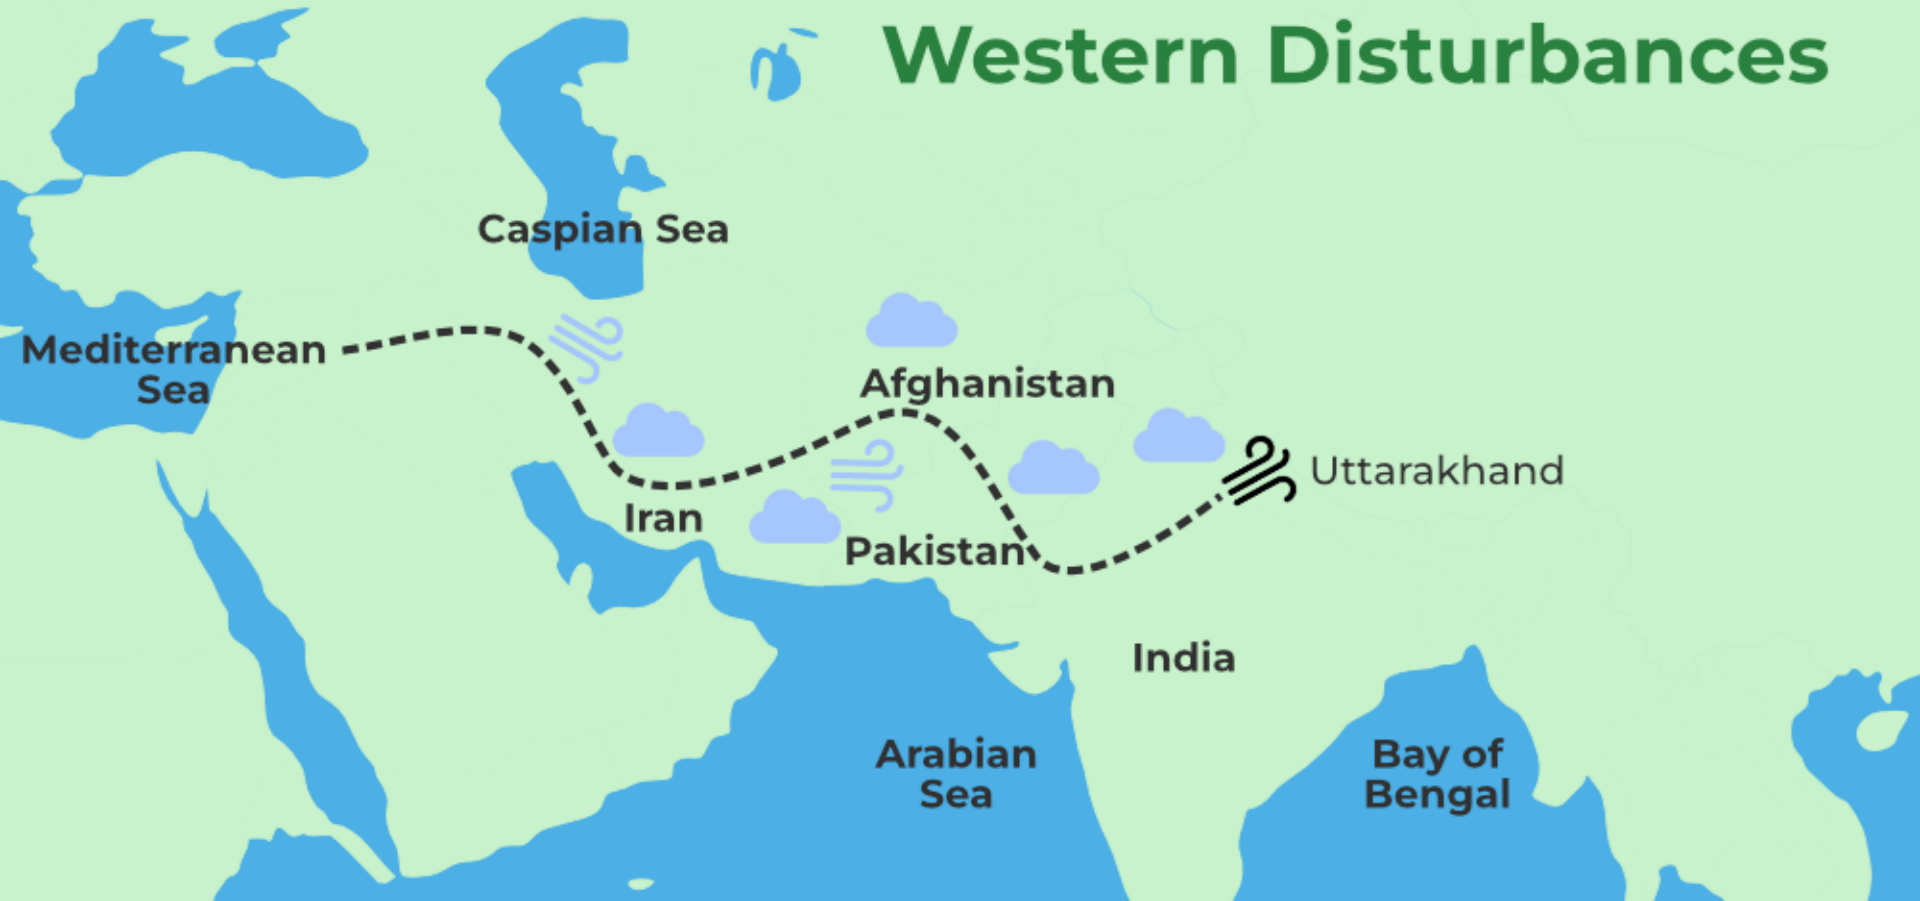 Western Disturbances
Caspian Sea
Mediterranean
Sea
Afghanistan
Uttarakhand
Iran
Pakistan
India
Arabian
Sea
Bay of
Bengal